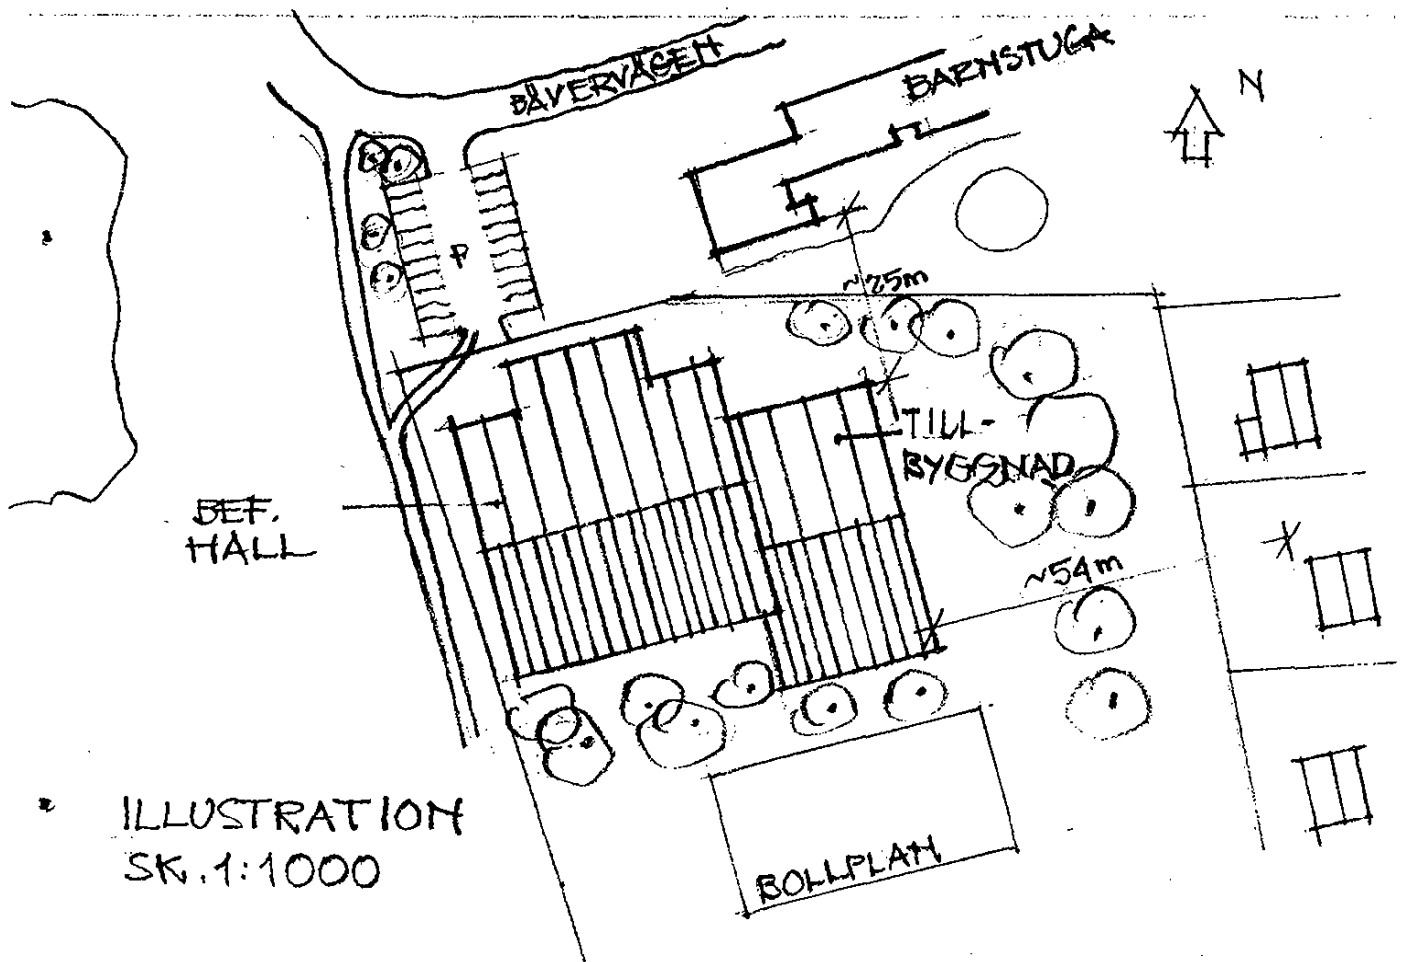 BÄVERVÄGEN
BARNSTUGA
N
P
~25m
TILL-
BYGGNAD
BEF.
HALL
~54m
ILLUSTRATION
SK. 1:1000
BOLLPLAN